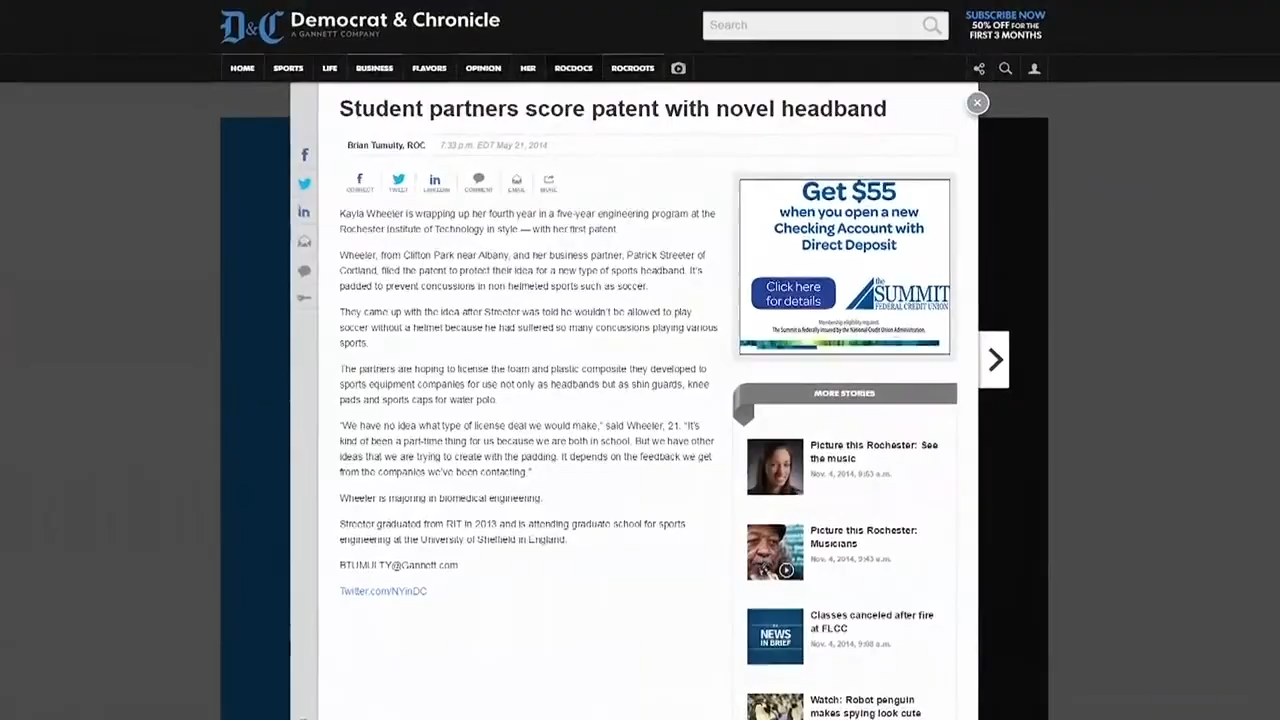 D&C Democrat & Chronicle
A GANNETT COMPANY
Search
SUBSCRIBE NOW
50% OFF FOR THE
FIRST 3 MONTHS
HOME SPORTS LIFE BUSINESS FLAVORS OPINION HER ROCDOCS ROCROOTS
Student partners score patent with novel headband
Brian Tumulty, ROC 7:33 p.m. EDT May 21, 2014
CONNECT TWEET LINKEDIN COMMENT EMAIL MORE
Kayla Wheeler is wrapping up her fourth year in a five-year engineering program at the
Rochester Institute of Technology in style — with her first patent.
Wheeler, from Clifton Park near Albany, and her business partner, Patrick Streeter of
Cortland, filed the patent to protect their idea for a new type of sports headband. It's
padded to prevent concussions in non helmeted sports such as soccer.
They came up with the idea after Streeter was told he wouldn't be allowed to play
soccer without a helmet because he had suffered so many concussions playing various
sports.
The partners are hoping to license the foam and plastic composite they developed to
sports equipment companies for use not only as headbands but as shin guards, knee
pads and sports caps for water polo.
"We have no idea what type of license deal we would make," said Wheeler, 21. "It's
kind of been a part-time thing for us because we are both in school. But we have other
ideas that we are trying to create with the padding. It depends on the feedback we get
from the companies we've been contacting."
Wheeler is majoring in biomedical engineering.
Streeter graduated from RIT in 2013 and is attending graduate school for sports
engineering at the University of Sheffield in England.
BTUMULTY@Gannett.com
Twitter.com/NYinDC
Get $55
when you open a new
Checking Account with
Direct Deposit
Click here
for details
the
SUMMIT
FEDERAL CREDIT UNION
Membership eligibility required.
The Summit is federally insured by the National Credit Union Administration.
MORE STORIES
Picture this Rochester: See
the music
Nov. 4, 2014, 9:53 a.m.
Picture this Rochester:
Musicians
Nov. 4, 2014, 9:43 a.m.
NEWS
IN BRIEF
Classes canceled after fire
at FLCC
Nov. 4, 2014, 9:08 a.m.
Watch: Robot penguin
makes spying look cute